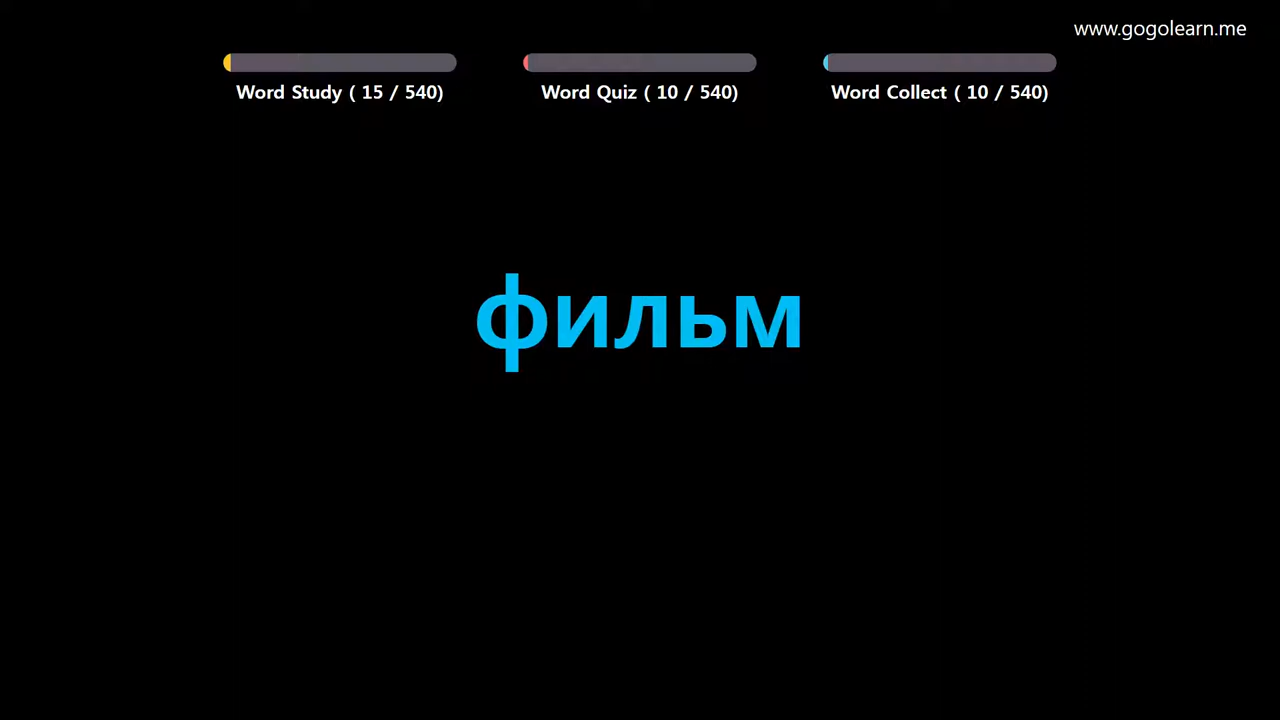 www.gogolearn.me
Word Study ( 15 / 540)
Word Quiz ( 10 / 540)
Word Collect ( 10 / 540)
фильм